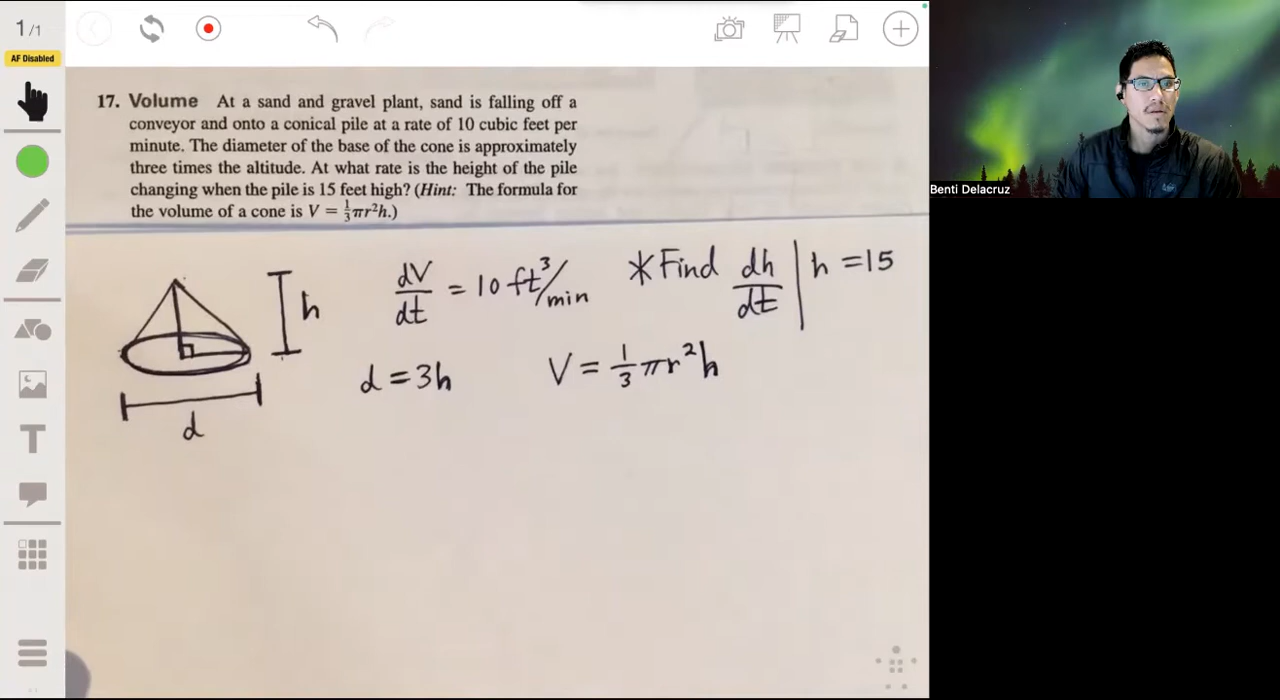 1/1
AF Disabled
17. Volume At a sand and gravel plant, sand is falling off a
conveyor and onto a conical pile at a rate of 10 cubic feet per
minute. The diameter of the base of the cone is approximately
three times the altitude. At what rate is the height of the pile
changing when the pile is 15 feet high? (Hint: The formula for
the volume of a cone is V = 1/3 πr²h.)
Benti Delacruz
h
dV/dt = 10 ft³/min
*Find dh/dt | h = 15
d = 3h
V = 1/3 πr²h
d
T